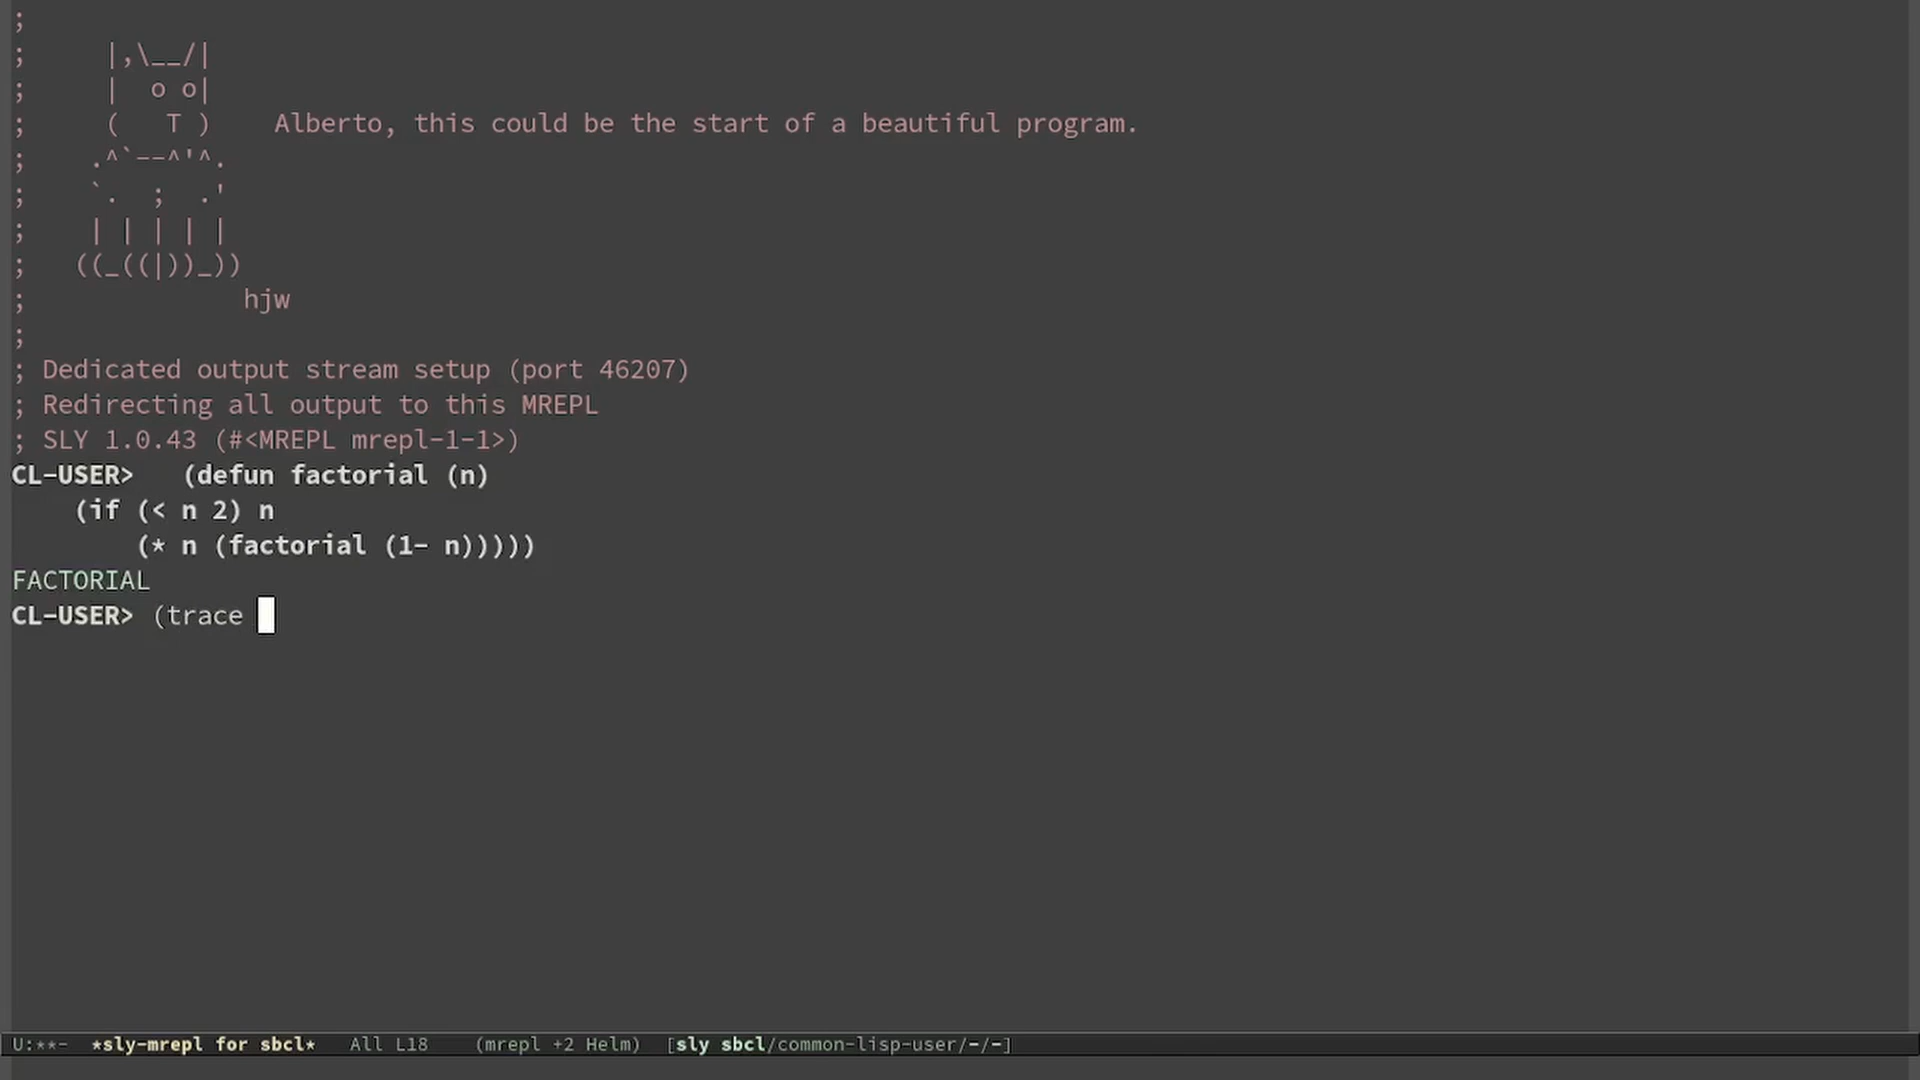 ;
;     |,\__/|
;     |  o o|
;     (   T )    Alberto, this could be the start of a beautiful program.
;    .^`--^'^.
;    `.  ;  .'
;    | | | | |
;   ((_((|))_))
;              hjw
;
; Dedicated output stream setup (port 46207)
; Redirecting all output to this MREPL
; SLY 1.0.43 (#<MREPL mrepl-1-1>)
CL-USER>   (defun factorial (n)
    (if (< n 2) n
        (* n (factorial (1- n)))))
FACTORIAL
CL-USER> (trace
U:**-  *sly-mrepl for sbcl*   All L18   (mrepl +2 Helm)  [sly sbcl/common-lisp-user/-/-]